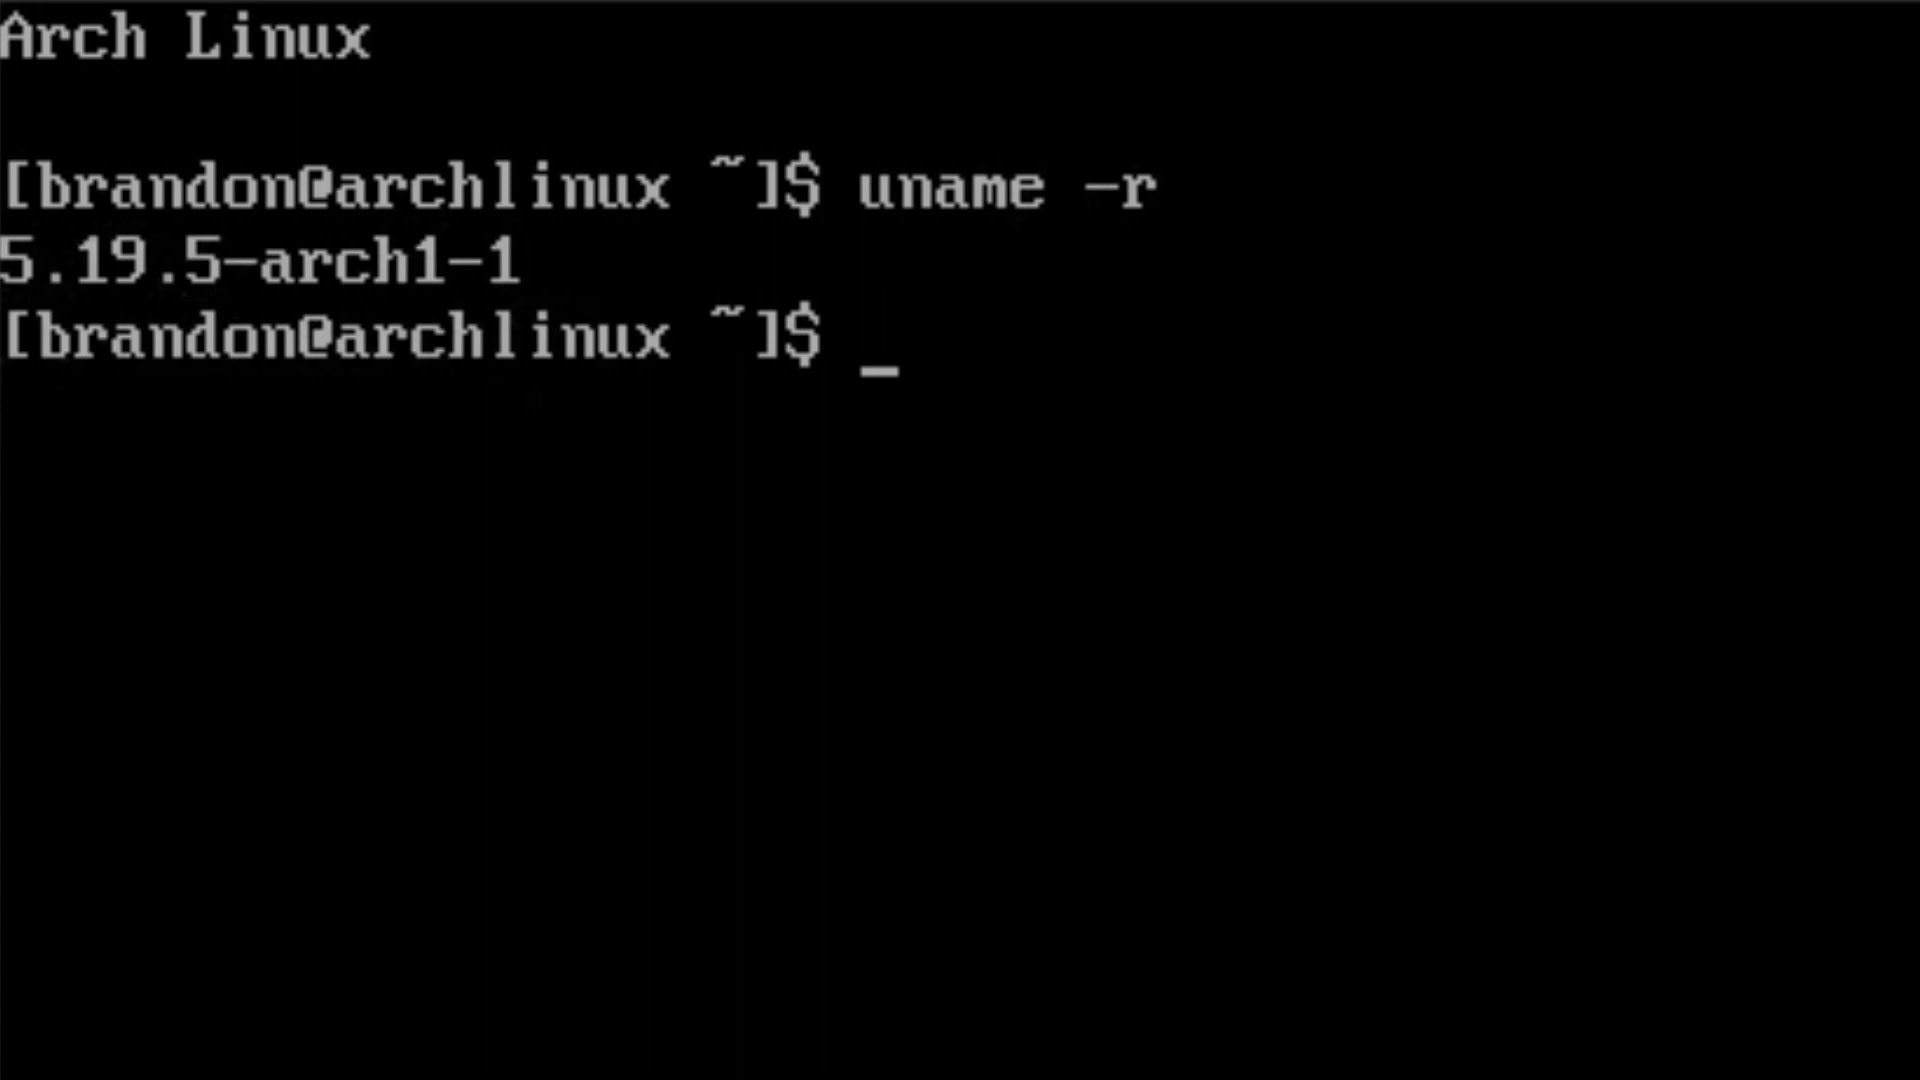 Arch Linux
[brandon@archlinux ~]$ uname -r
5.19.5-arch1-1
[brandon@archlinux ~]$ _